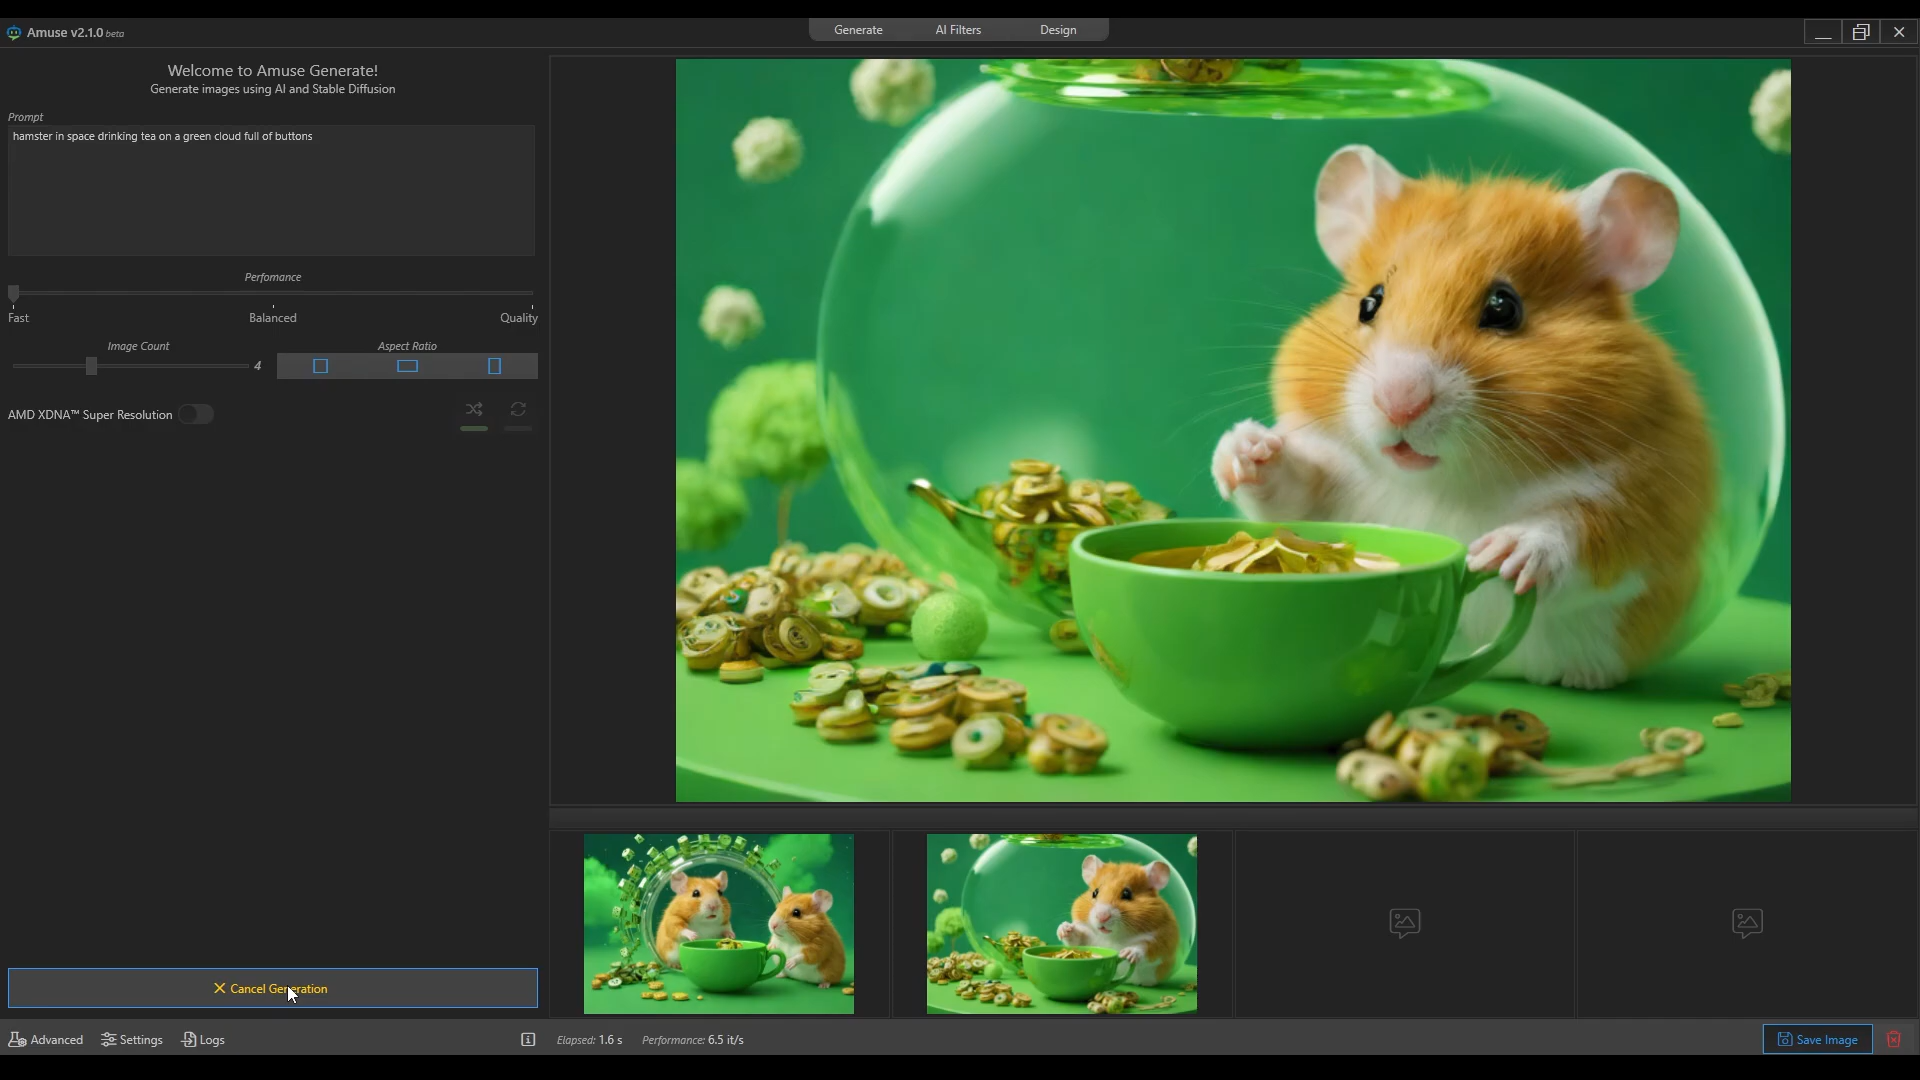 Amuse v2.1.0 beta
Generate
AI Filters
Design
Welcome to Amuse Generate!
Generate images using AI and Stable Diffusion
Prompt
hamster in space drinking tea on a green cloud full of buttons
Perfomance
Fast
Balanced
Quality
Image Count
4
Aspect Ratio
AMD XDNA™ Super Resolution
Cancel Generation
Advanced
Settings
Logs
Elapsed: 1.6 s
Performance: 6.5 it/s
Save Image